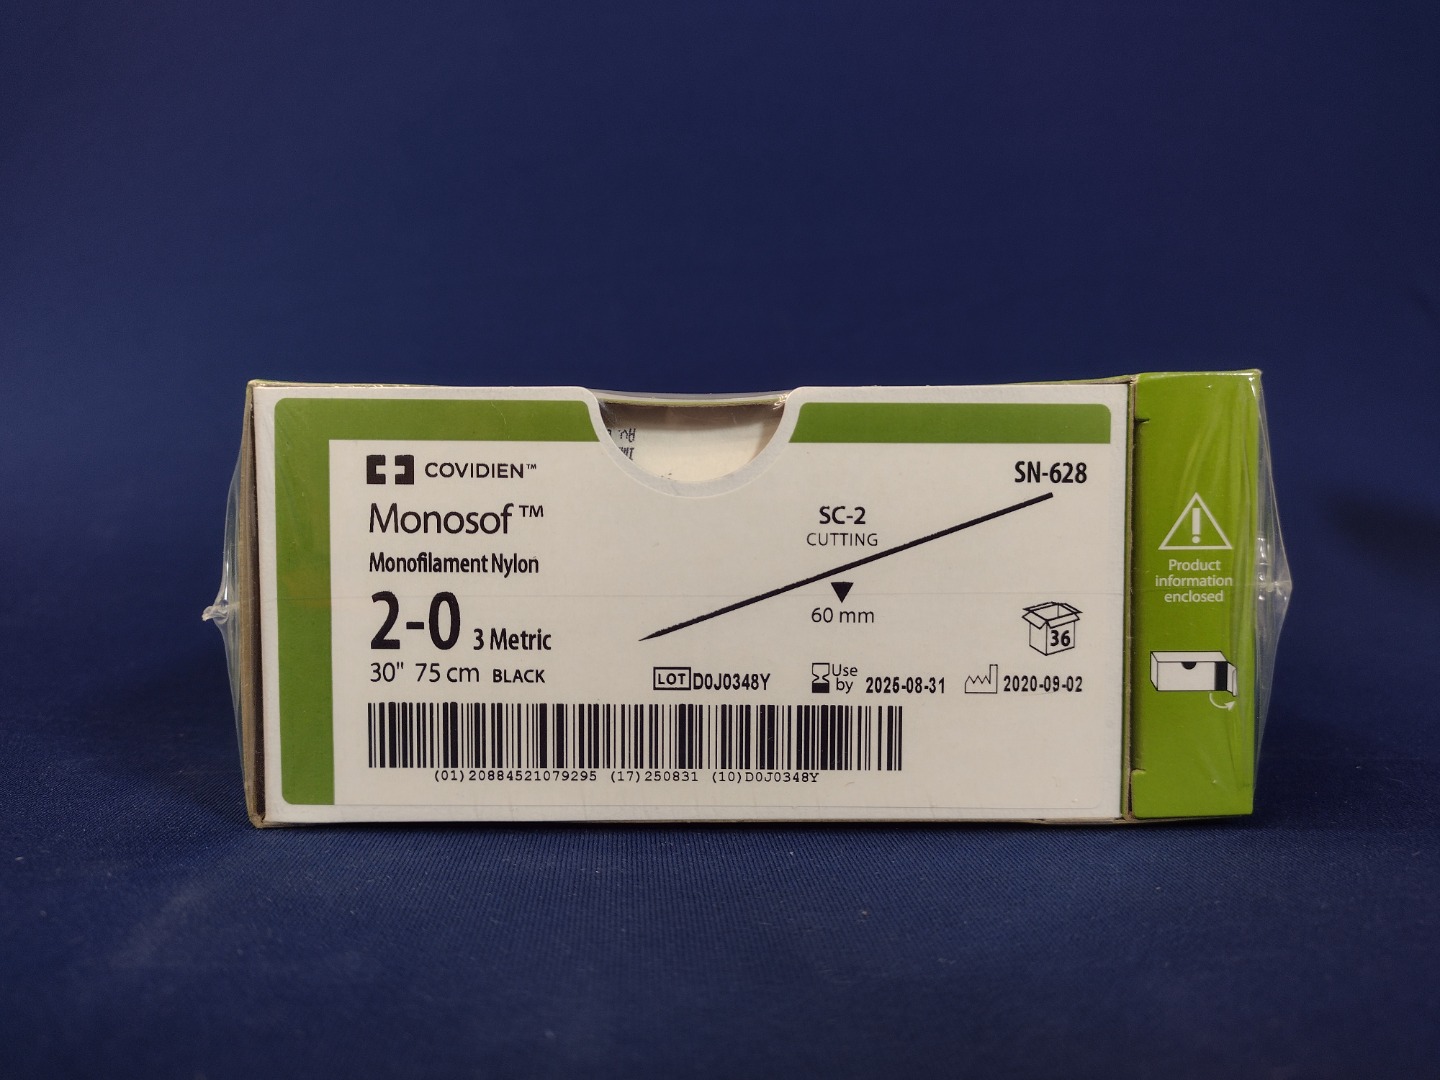 COVIDIEN™
SN-628
Monosof™
SC-2
CUTTING
Monofilament Nylon
2-0 3 Metric
60 mm
36
30" 75 cm BLACK
LOT D0J0348Y
Use by 2025-08-31
2020-09-02
(01)20884521079295 (17)250831 (10)D0J0348Y
Product
information
enclosed